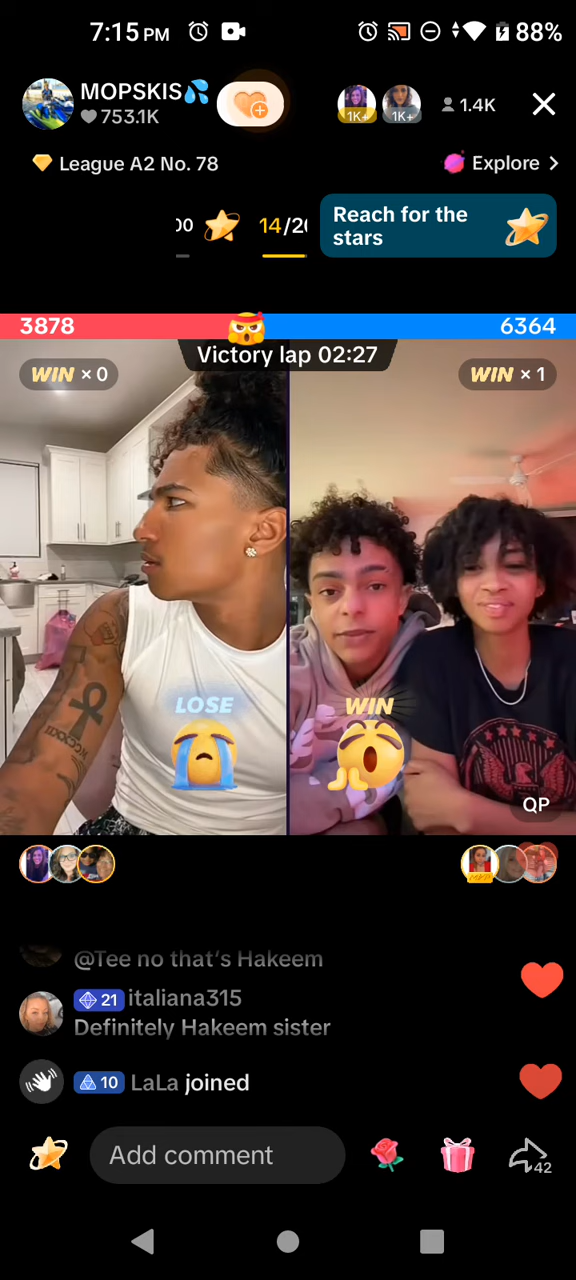 7:15 PM
88%
MOPSKIS💦
753.1K
1K+
1K+
1.4K
League A2 No. 78
Explore
14/20
Reach for the
stars
3878
6364
Victory lap 02:27
WIN × 0
WIN × 1
LOSE
WIN
QP
@Tee no that's Hakeem
21 italiana315
Definitely Hakeem sister
10 LaLa joined
Add comment
42